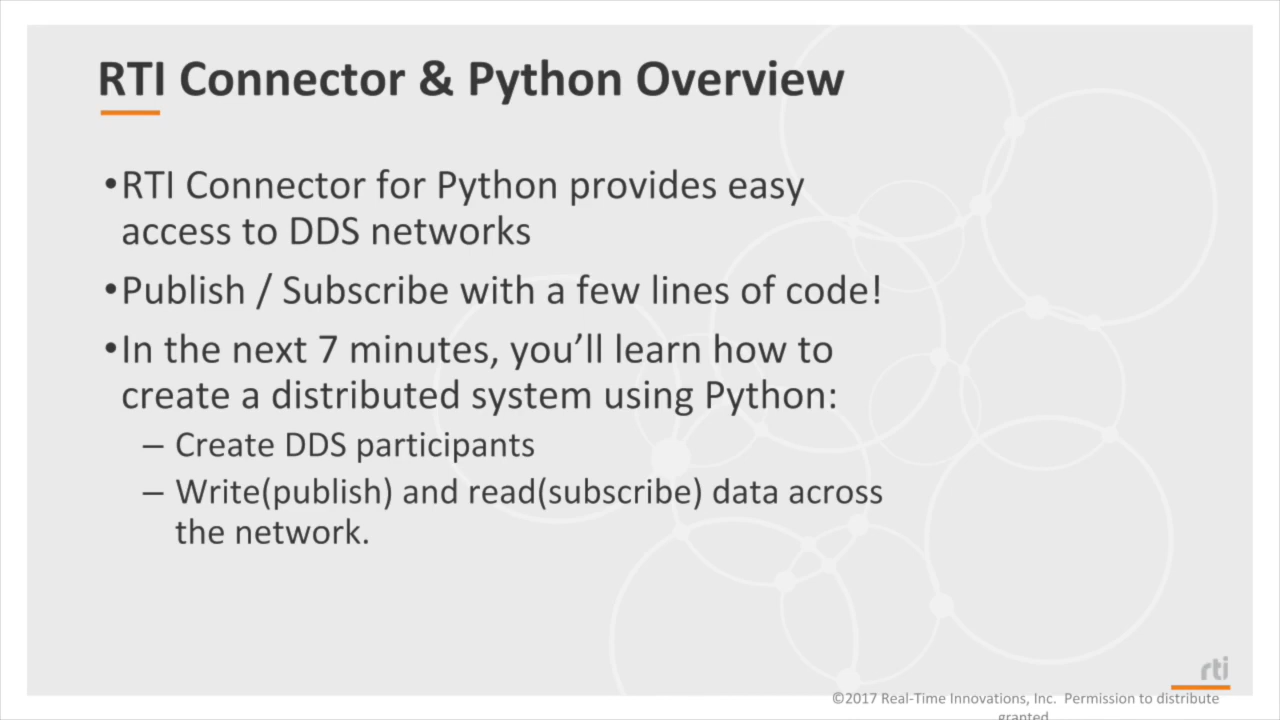 RTI Connector & Python Overview
•RTI Connector for Python provides easy
access to DDS networks
•Publish / Subscribe with a few lines of code!
•In the next 7 minutes, you’ll learn how to
create a distributed system using Python:
– Create DDS participants
– Write(publish) and read(subscribe) data across
the network.
rti
©2017 Real-Time Innovations, Inc. Permission to distribute
granted